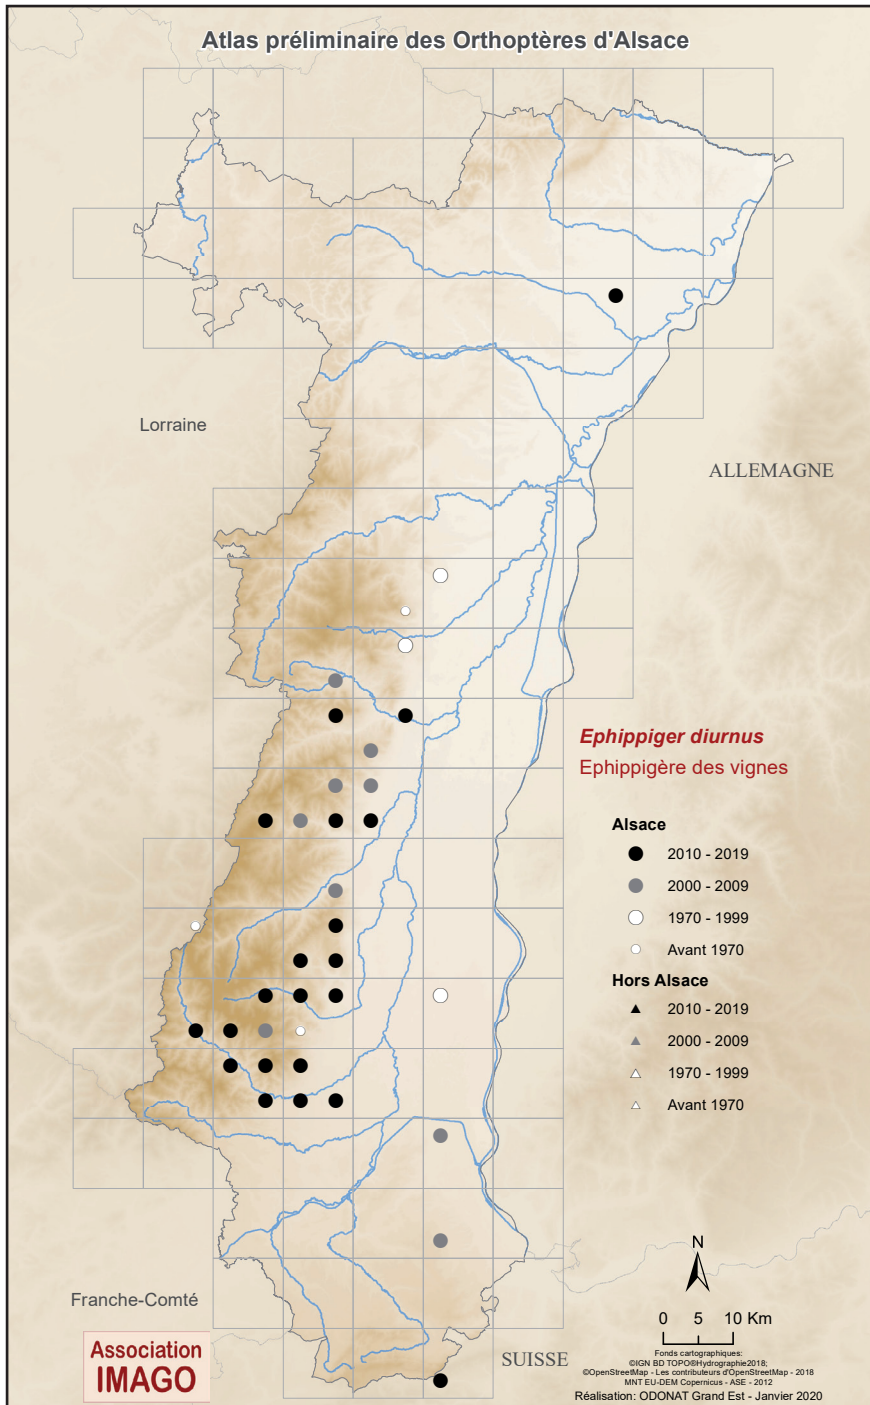 Atlas préliminaire des Orthoptères d'Alsace
Lorraine
ALLEMAGNE
Ephippiger diurnus
Ephippigère des vignes
Alsace
2010 - 2019
2000 - 2009
1970 - 1999
Avant 1970
Hors Alsace
2010 - 2019
2000 - 2009
1970 - 1999
Avant 1970
N
0 5 10 Km
Franche-Comté
SUISSE
Association
IMAGO
Fonds cartographiques:
©IGN BD TOPO®Hydrographie2018;
©OpenStreetMap - Les contributeurs d'OpenStreetMap - 2018
MNT EU-DEM Copernicus - ASE - 2012
Réalisation: ODONAT Grand Est - Janvier 2020